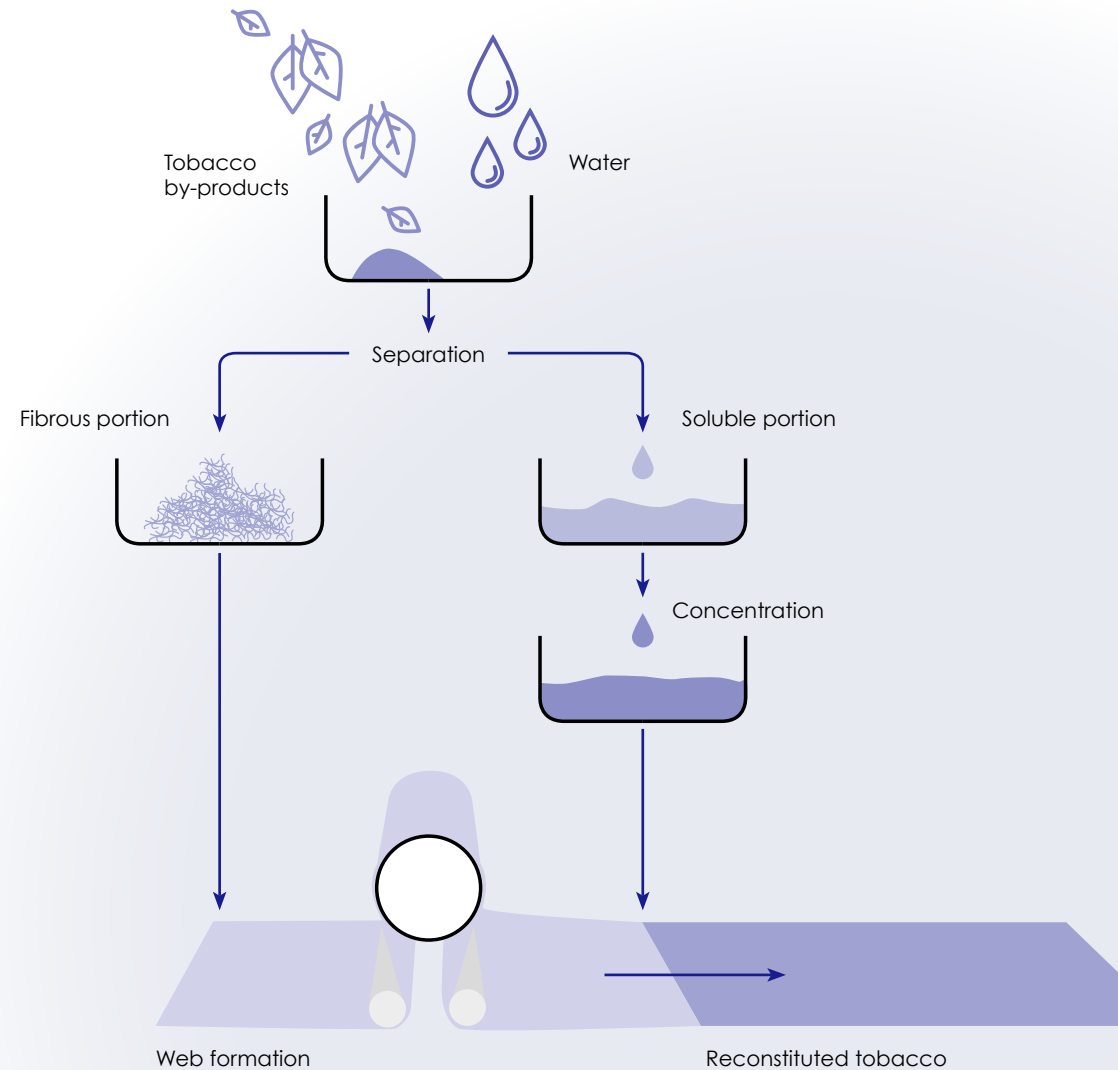 Tobacco
by-products
Water
Separation
Fibrous portion
Soluble portion
Concentration
Web formation
Reconstituted tobacco